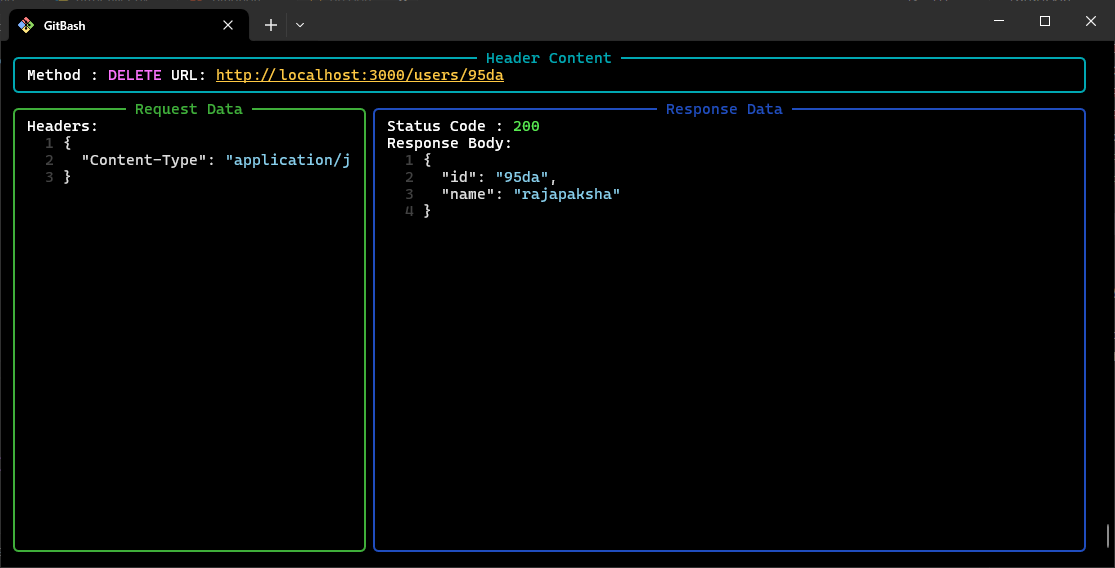 GitBash
Header Content
Method : DELETE URL: http://localhost:3000/users/95da
Request Data
Headers:
1 {
2 "Content-Type": "application/j
3 }
Response Data
Status Code : 200
Response Body:
1 {
2 "id": "95da",
3 "name": "rajapaksha"
4 }